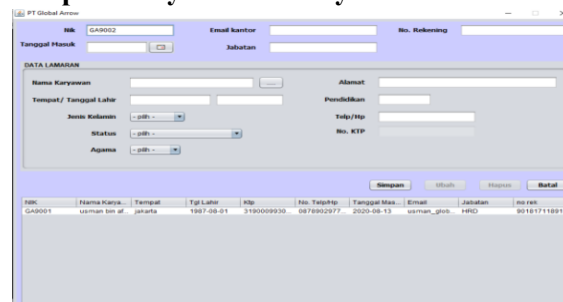 PT Global Arrow
Nik GA9002 Email kantor No. Rekening
Tanggal Masuk Jabatan
DATA LAMARAN
Nama Karyawan .... Alamat
Tempat/ Tanggal Lahir Pendidikan
Jenis Kelamin - pilih - Telp/Hp
Status - pilih - No. KTP
Agama - pilih -
Simpan Ubah Hapus Batal
NIK Nama Karya... Tempat Tgl Lahir Ktp No. Telp/Hp Tanggal Mas... Email Jabatan no rek
GA9001 usman bin af... jakarta 1987-08-01 3190009930... 0878902977... 2020-08-13 usman_glob... HRD 90181711891